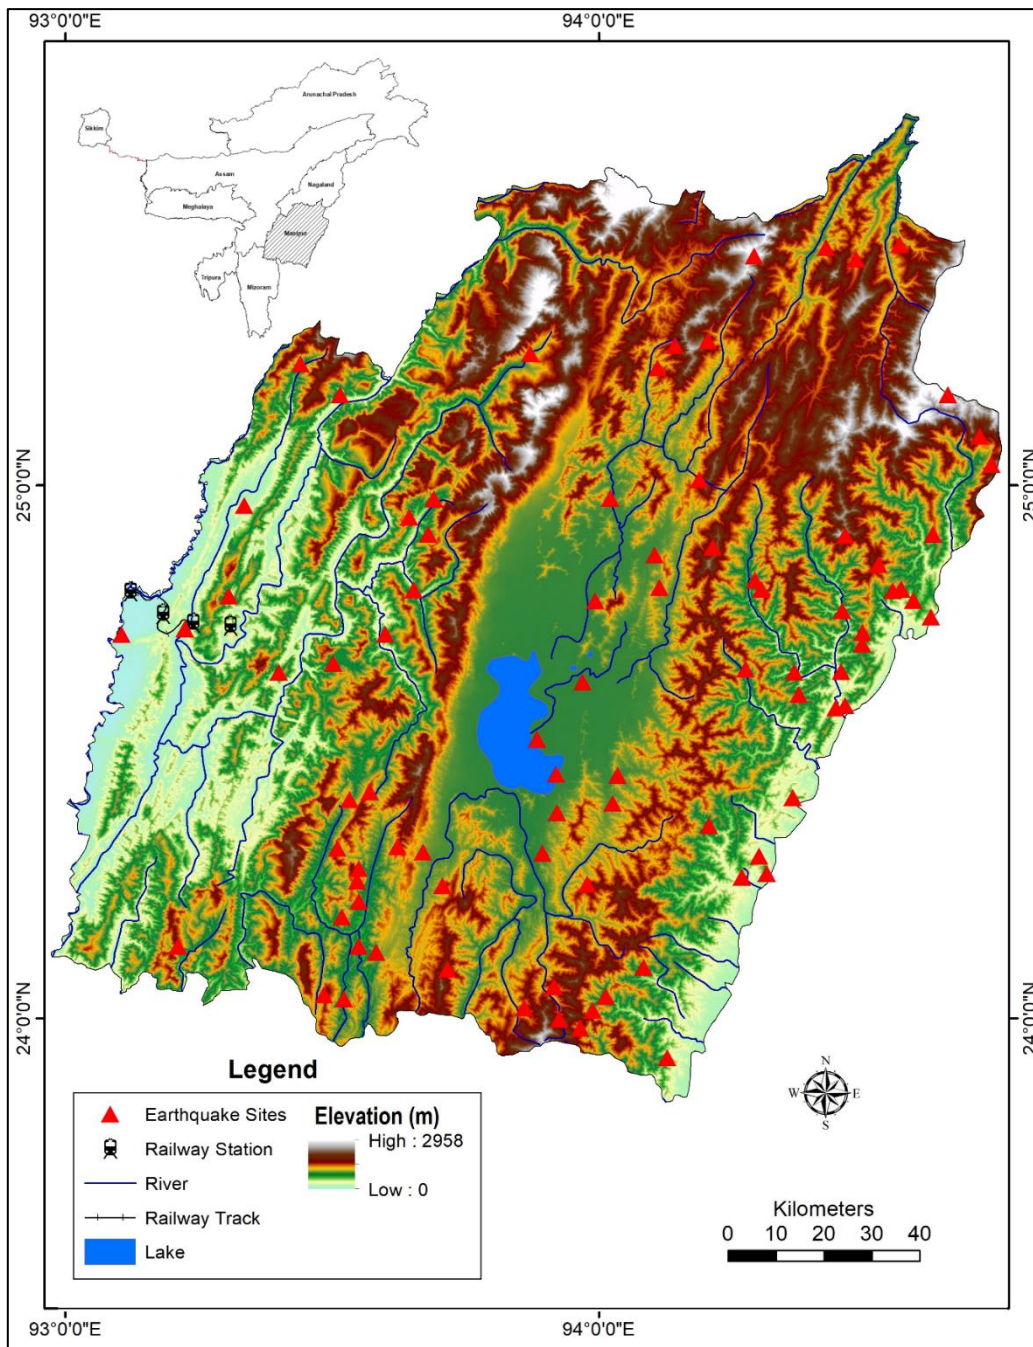 93°0'0"E 94°0'0"E
Arunachal Pradesh
Sikkim
Assam
Nagaland
Meghalaya
Manipur
Tripura
Mizoram
25°0'0"N 25°0'0"N
24°0'0"N 24°0'0"N
Legend
Earthquake Sites
Railway Station
River
Railway Track
Lake
Elevation (m)
High : 2958
Low : 0
N
W E
S
Kilometers
0 10 20 30 40
93°0'0"E 94°0'0"E